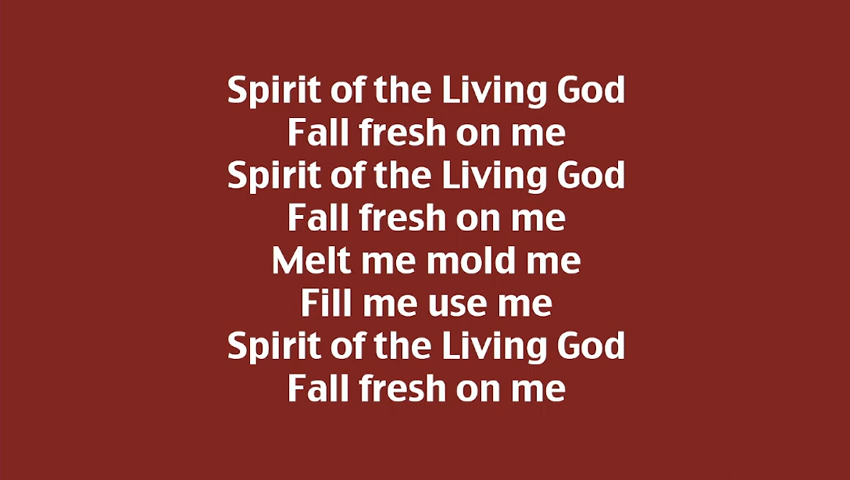 Spirit of the Living God
Fall fresh on me
Spirit of the Living God
Fall fresh on me
Melt me mold me
Fill me use me
Spirit of the Living God
Fall fresh on me